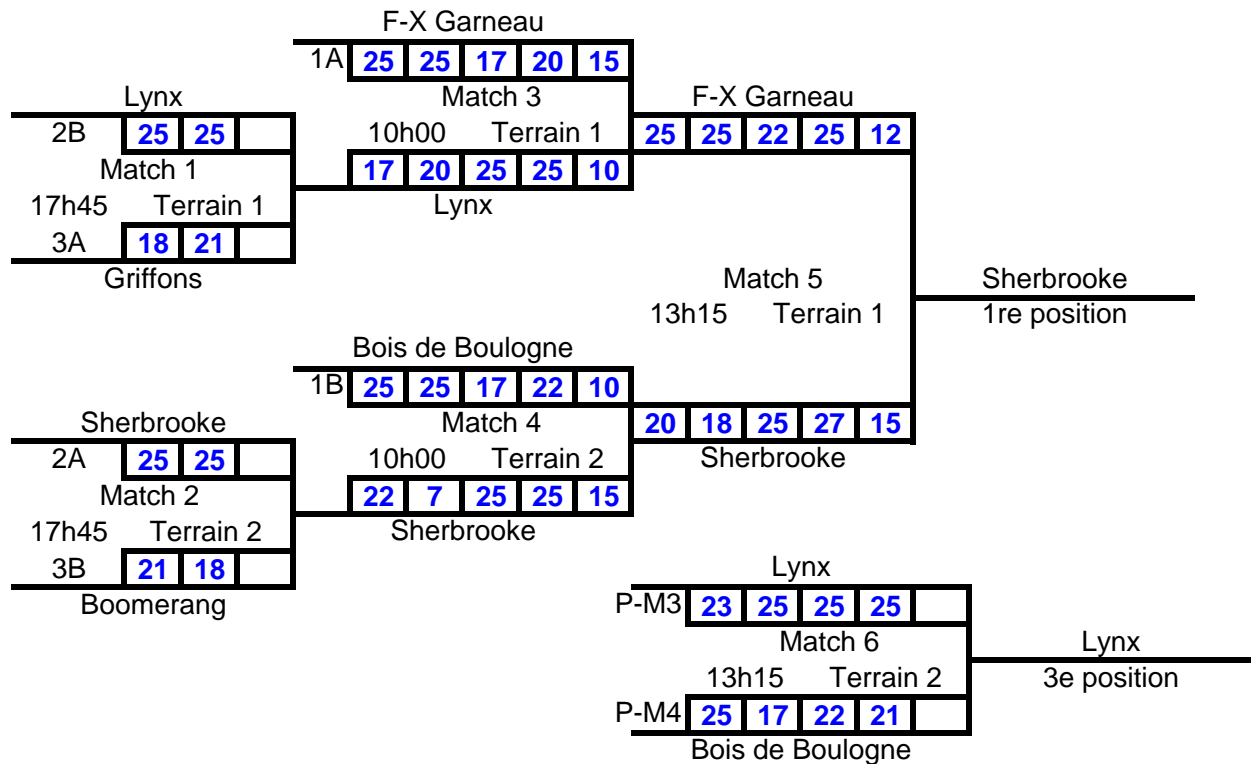 F-X Garneau
1A 25 25 17 20 15
Match 3
10h00 Terrain 1
17 20 25 25 10
Lynx
Lynx
2B 25 25
Match 1
17h45 Terrain 1
3A 18 21
Griffons
F-X Garneau
25 25 22 25 12
Match 5
13h15 Terrain 1
20 18 25 27 15
Sherbrooke
Sherbrooke
1re position
Bois de Boulogne
1B 25 25 17 22 10
Match 4
10h00 Terrain 2
22 7 25 25 15
Sherbrooke
Sherbrooke
2A 25 25
Match 2
17h45 Terrain 2
3B 21 18
Boomerang
Lynx
P-M3 23 25 25 25
Match 6
13h15 Terrain 2
P-M4 25 17 22 21
Bois de Boulogne
Lynx
3e position